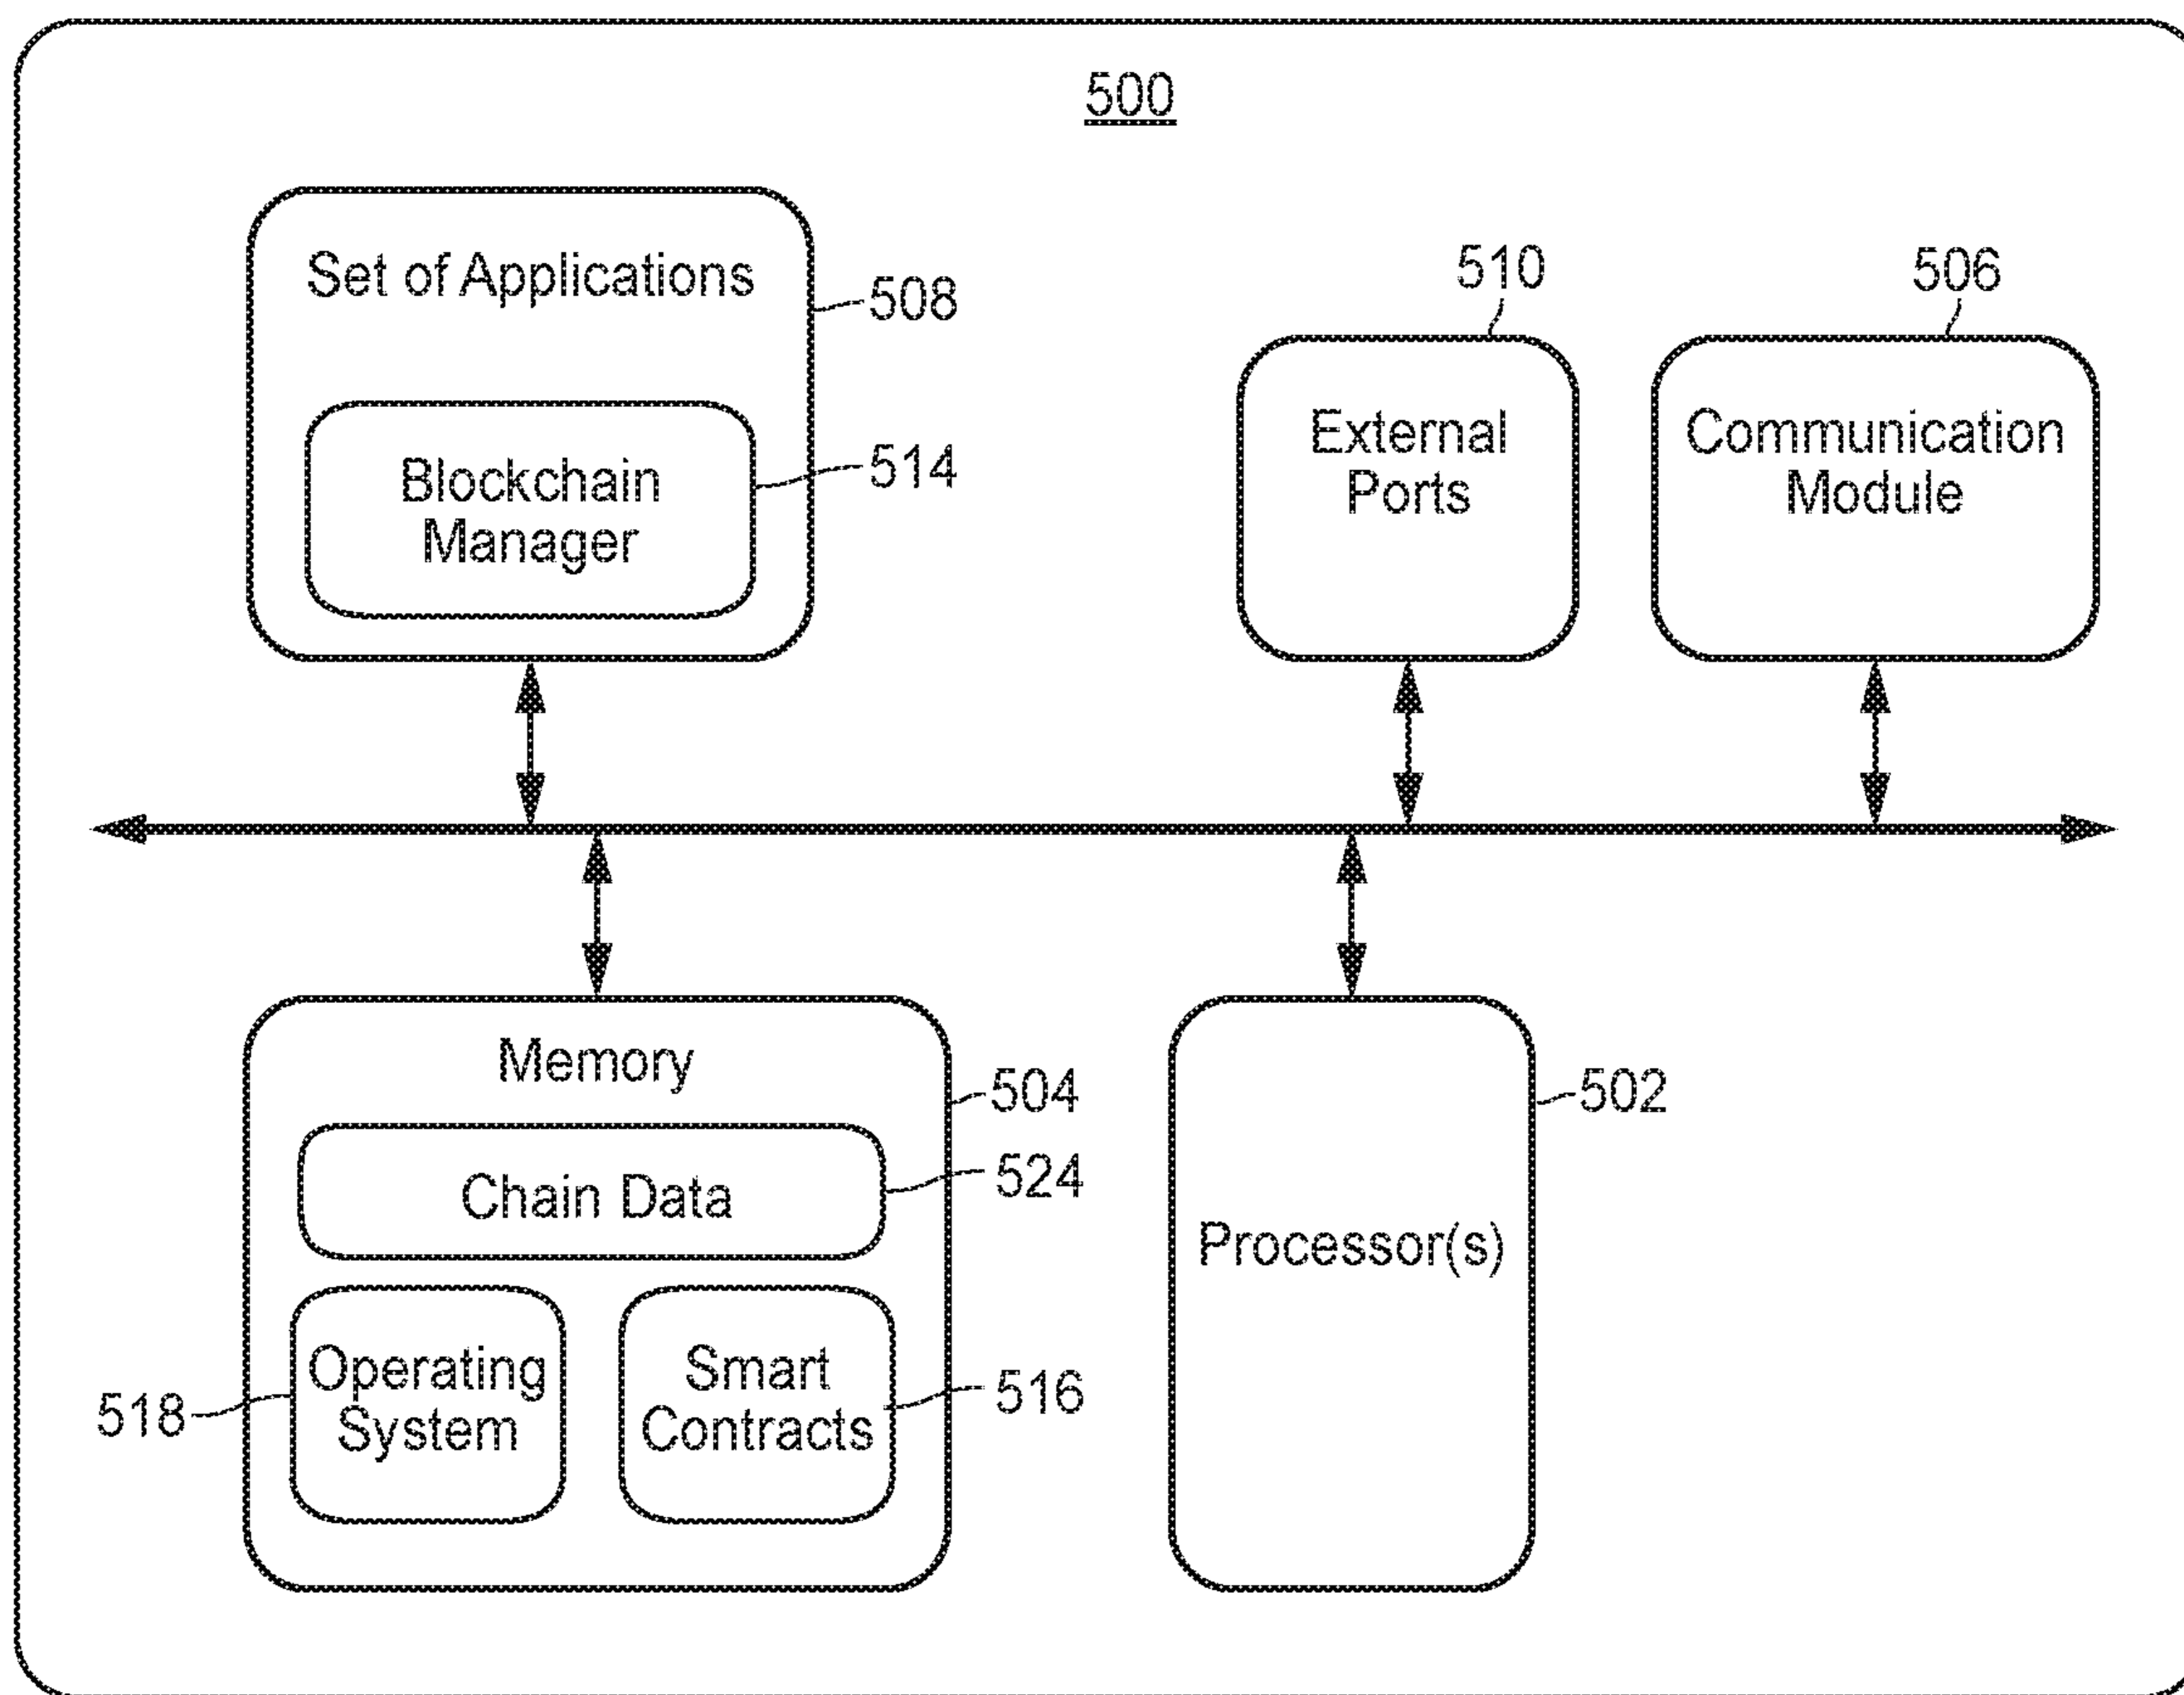 500
Set of Applications
508
Blockchain
Manager
514
510
External
Ports
506
Communication
Module
Memory
504
Chain Data
524
Operating
System
518
Smart
Contracts
516
Processor(s)
502